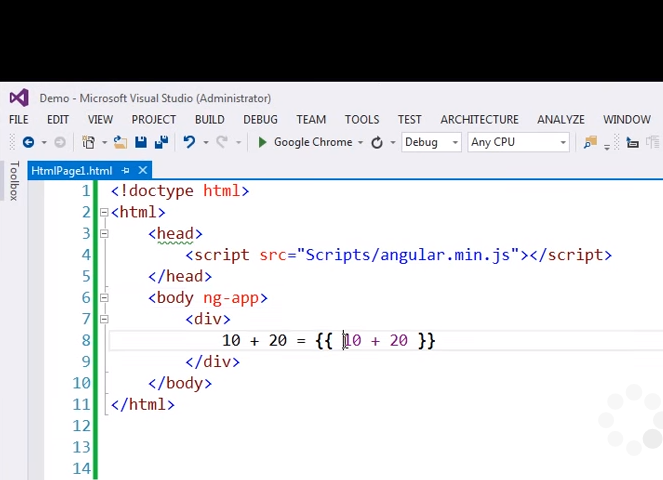 Demo - Microsoft Visual Studio (Administrator)
FILE EDIT VIEW PROJECT BUILD DEBUG TEAM TOOLS TEST ARCHITECTURE ANALYZE WINDOW
Google Chrome Debug Any CPU
Toolbox
HtmlPage1.html
1 <!doctype html>
2 <html>
3 <head>
4 <script src="Scripts/angular.min.js"></script>
5 </head>
6 <body ng-app>
7 <div>
8 10 + 20 = {{ 10 + 20 }}
9 </div>
10 </body>
11 </html>
12
13
14